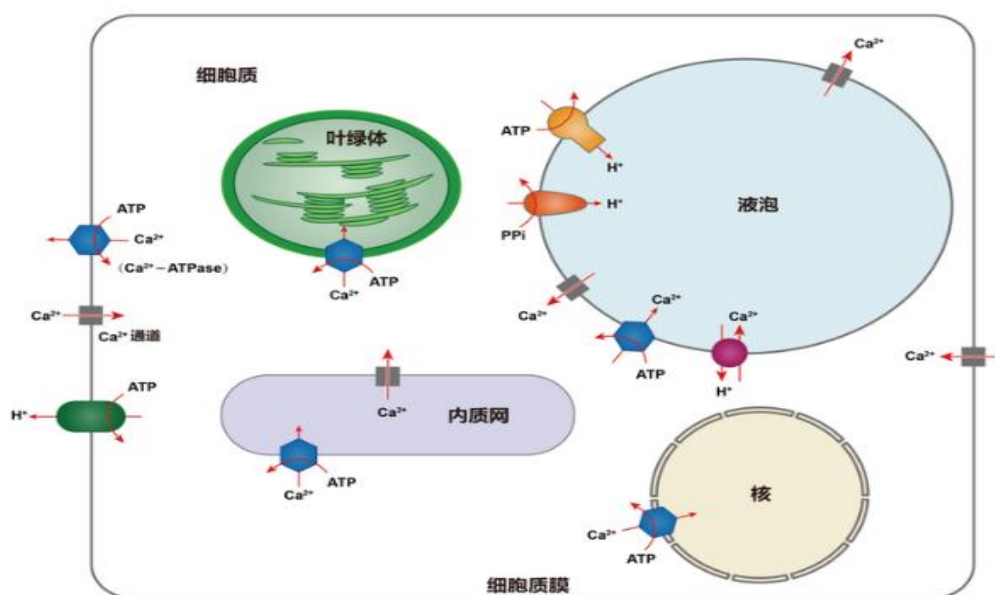 Ca²⁺
细胞质
叶绿体
ATP
H⁺
液泡
H⁺
PPi
ATP
Ca²⁺
(Ca²⁺-ATPase)
ATP
Ca²⁺
Ca²⁺
Ca²⁺
Ca²⁺
Ca²⁺
Ca²⁺通道
ATP
Ca²⁺
H⁺
ATP
H⁺
Ca²⁺
内质网
ATP
Ca²⁺
核
Ca²⁺
ATP
细胞质膜